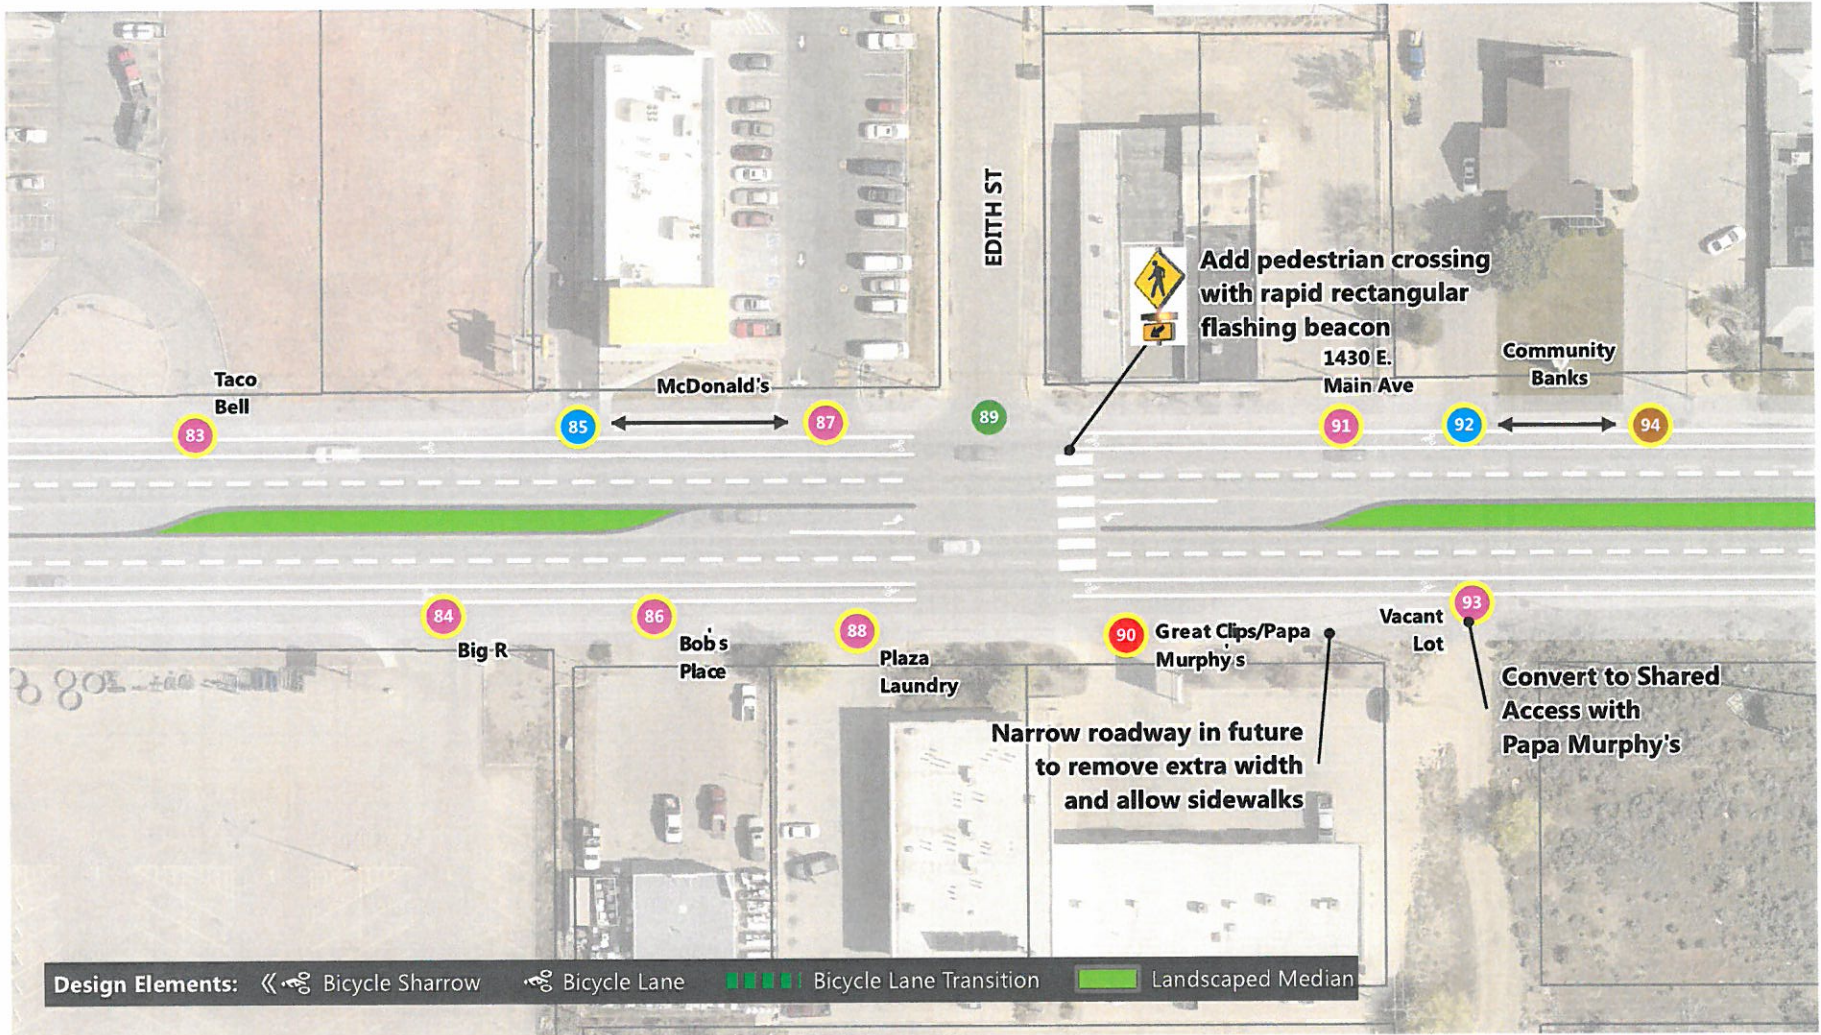 EDITH ST
Add pedestrian crossing
with rapid rectangular
flashing beacon
1430 E.
Main Ave
Community
Banks
Taco
Bell
McDonald's
83
85
87
89
91
92
94
84
86
88
90
93
Big R
Bob's
Place
Plaza
Laundry
Great Clips/Papa
Murphy's
Vacant
Lot
Narrow roadway in future
to remove extra width
and allow sidewalks
Convert to Shared
Access with
Papa Murphy's
Design Elements: Bicycle Sharrow Bicycle Lane Bicycle Lane Transition Landscaped Median